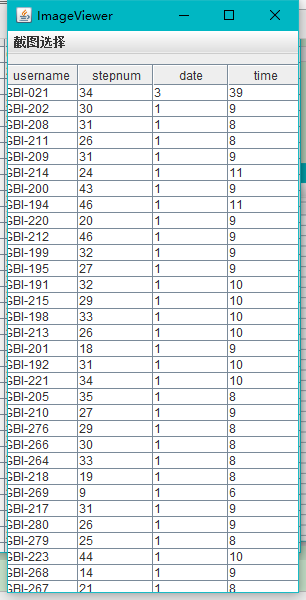 ImageViewer
截图选择
username stepnum date time
GBI-021 34 3 39
GBI-202 30 1 9
GBI-208 31 1 8
GBI-211 26 1 8
GBI-209 31 1 9
GBI-214 24 1 11
GBI-200 43 1 9
GBI-194 46 1 11
GBI-220 20 1 9
GBI-212 46 1 9
GBI-199 32 1 9
GBI-195 27 1 9
GBI-191 32 1 10
GBI-215 29 1 10
GBI-198 33 1 10
GBI-213 26 1 10
GBI-201 18 1 9
GBI-192 31 1 10
GBI-221 34 1 10
GBI-205 35 1 8
GBI-210 27 1 9
GBI-276 29 1 8
GBI-266 30 1 8
GBI-264 33 1 8
GBI-218 19 1 8
GBI-269 9 1 6
GBI-217 31 1 9
GBI-280 26 1 9
GBI-279 25 1 8
GBI-223 44 1 10
GBI-268 14 1 9
GBI-267 21 1 8